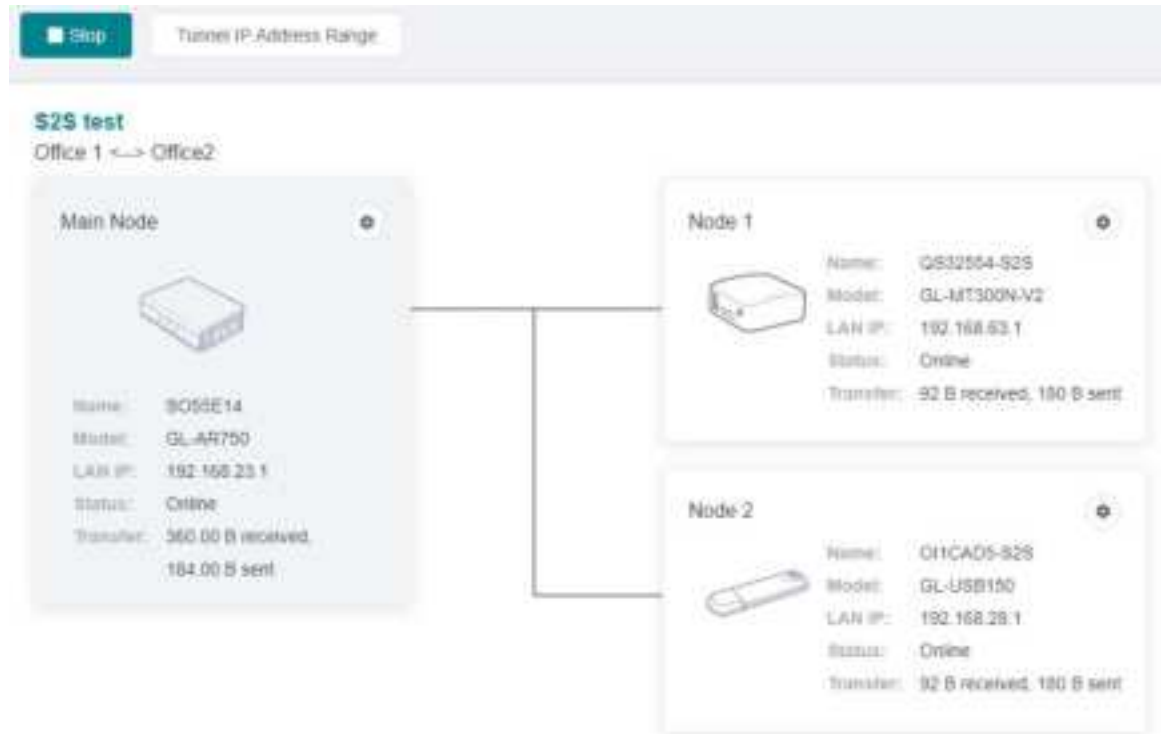 Stop
Tunnel IP Address Range
S2S test
Office 1 <...> Office2
Main Node
Name: BO55E14
Model: GL-AR750
LAN IP: 192.168.23.1
Status: Online
Transfer: 360.00 B received,
184.00 B sent
Node 1
Name: QS32554-S2S
Model: GL-MT300N-V2
LAN IP: 192.168.63.1
Status: Online
Transfer: 92 B received, 180 B sent
Node 2
Name: OI1CAD5-S2S
Model: GL-USB150
LAN IP: 192.168.28.1
Status: Online
Transfer: 92 B received, 180 B sent